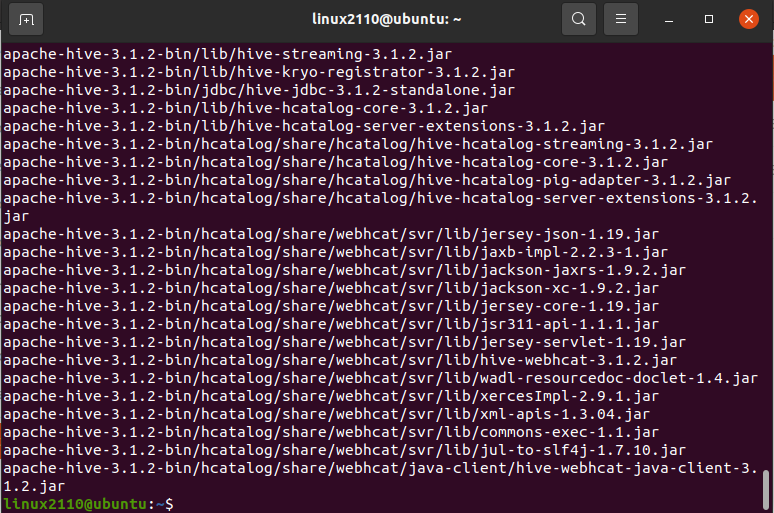 linux2110@ubuntu: ~
apache-hive-3.1.2-bin/lib/hive-streaming-3.1.2.jar
apache-hive-3.1.2-bin/lib/hive-kryo-registrator-3.1.2.jar
apache-hive-3.1.2-bin/jdbc/hive-jdbc-3.1.2-standalone.jar
apache-hive-3.1.2-bin/lib/hive-hcatalog-core-3.1.2.jar
apache-hive-3.1.2-bin/lib/hive-hcatalog-server-extensions-3.1.2.jar
apache-hive-3.1.2-bin/hcatalog/share/hcatalog/hive-hcatalog-streaming-3.1.2.jar
apache-hive-3.1.2-bin/hcatalog/share/hcatalog/hive-hcatalog-core-3.1.2.jar
apache-hive-3.1.2-bin/hcatalog/share/hcatalog/hive-hcatalog-pig-adapter-3.1.2.jar
apache-hive-3.1.2-bin/hcatalog/share/hcatalog/hive-hcatalog-server-extensions-3.1.2.
jar
apache-hive-3.1.2-bin/hcatalog/share/webhcat/svr/lib/jersey-json-1.19.jar
apache-hive-3.1.2-bin/hcatalog/share/webhcat/svr/lib/jaxb-impl-2.2.3-1.jar
apache-hive-3.1.2-bin/hcatalog/share/webhcat/svr/lib/jackson-jaxrs-1.9.2.jar
apache-hive-3.1.2-bin/hcatalog/share/webhcat/svr/lib/jackson-xc-1.9.2.jar
apache-hive-3.1.2-bin/hcatalog/share/webhcat/svr/lib/jersey-core-1.19.jar
apache-hive-3.1.2-bin/hcatalog/share/webhcat/svr/lib/jsr311-api-1.1.1.jar
apache-hive-3.1.2-bin/hcatalog/share/webhcat/svr/lib/jersey-servlet-1.19.jar
apache-hive-3.1.2-bin/hcatalog/share/webhcat/svr/lib/hive-webhcat-3.1.2.jar
apache-hive-3.1.2-bin/hcatalog/share/webhcat/svr/lib/wadl-resourcedoc-doclet-1.4.jar
apache-hive-3.1.2-bin/hcatalog/share/webhcat/svr/lib/xercesImpl-2.9.1.jar
apache-hive-3.1.2-bin/hcatalog/share/webhcat/svr/lib/xml-apis-1.3.04.jar
apache-hive-3.1.2-bin/hcatalog/share/webhcat/svr/lib/commons-exec-1.1.jar
apache-hive-3.1.2-bin/hcatalog/share/webhcat/svr/lib/jul-to-slf4j-1.7.10.jar
apache-hive-3.1.2-bin/hcatalog/share/webhcat/java-client/hive-webhcat-java-client-3.
1.2.jar
linux2110@ubuntu:~$